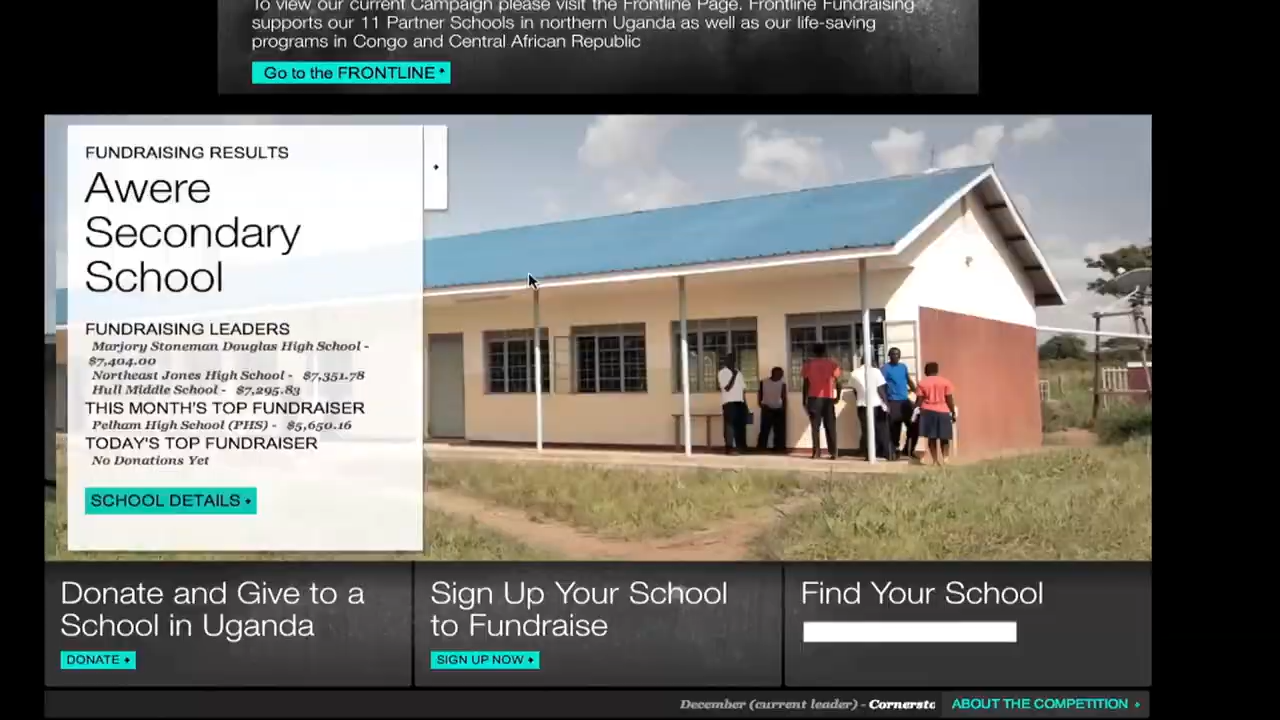 To view our current Campaign please visit the Frontline Page. Frontline Fundraising
supports our 11 Partner Schools in northern Uganda as well as our life-saving
programs in Congo and Central African Republic
Go to the FRONTLINE
FUNDRAISING RESULTS
Awere
Secondary
School
FUNDRAISING LEADERS
Marjory Stoneman Douglas High School -
$7,404.00
Northeast Jones High School - $7,351.78
Hull Middle School - $7,295.83
THIS MONTH'S TOP FUNDRAISER
Pelham High School (PHS) - $5,650.16
TODAY'S TOP FUNDRAISER
No Donations Yet
SCHOOL DETAILS
Donate and Give to a
School in Uganda
DONATE
Sign Up Your School
to Fundraise
SIGN UP NOW
Find Your School
December (current leader) - Cornersto
ABOUT THE COMPETITION